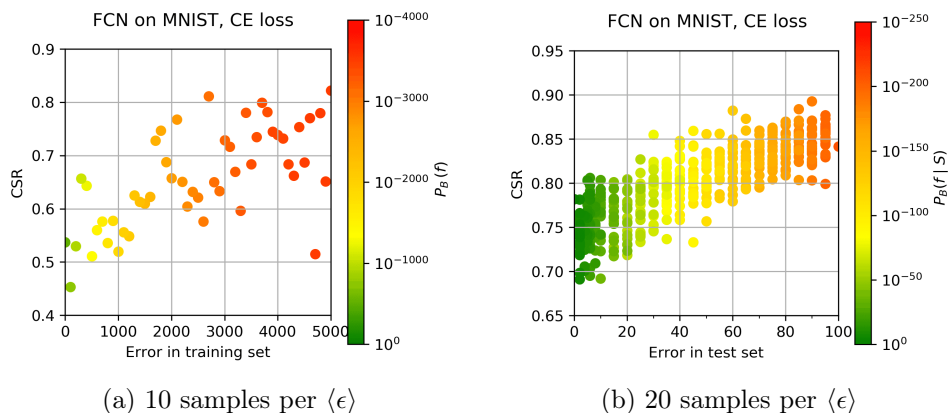 FCN on MNIST, CE loss
0.9
0.8
0.7
0.6
0.5
0.4
CSR
0 1000 2000 3000 4000 5000
Error in training set
10⁻⁴⁰⁰⁰
10⁻³⁰⁰⁰
10⁻²⁰⁰⁰
10⁻¹⁰⁰⁰
10⁰
P_B(f)
(a) 10 samples per ⟨ϵ⟩
FCN on MNIST, CE loss
0.95
0.90
0.85
0.80
0.75
0.70
0.65
CSR
0 20 40 60 80 100
Error in test set
10⁻²⁵⁰
10⁻²⁰⁰
10⁻¹⁵⁰
10⁻¹⁰⁰
10⁻⁵⁰
10⁰
P_B(f | S)
(b) 20 samples per ⟨ϵ⟩